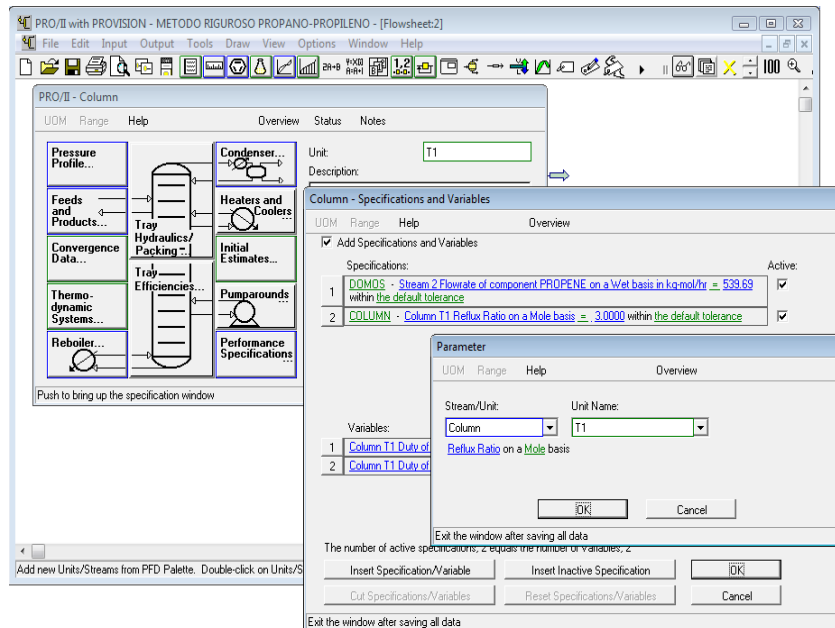 PRO/II with PROVISION - METODO RIGUROSO PROPANO-PROPILENO - [Flowsheet:2]
File Edit Input Output Tools Draw View Options Window Help
PRO/II - Column
UOM Range Help Overview Status Notes
Pressure
Profile...
Condenser...
Unit: T1
Description:
Feeds
and
Products...
Tray
Hydraulics/
Packing ...
Heaters and
Coolers
...
Convergence
Data...
Initial
Estimates...
Tray
Efficiencies...
Thermo-
dynamic
Systems...
Pumparounds
...
Reboiler...
Performance
Specifications
...
Push to bring up the specification window
Column - Specifications and Variables
UOM Range Help Overview
Add Specifications and Variables
Specifications: Active:
1 DOMOS - Stream 2 Flowrate of component PROPENE on a Wet basis in kg-mol/hr = 539.69
within the default tolerance
2 COLUMN - Column T1 Reflux Ratio on a Mole basis = 3.0000 within the default tolerance
Parameter
UOM Range Help Overview
Stream/Unit: Unit Name:
Column T1
Reflux Ratio on a Mole basis
OK Cancel
Exit the window after saving all data
Variables:
1 Column T1 Duty of
2 Column T1 Duty of
The number of active specifications, 2 equals the number of variables, 2
Insert Specification/Variable Insert Inactive Specification OK
Cut Specifications/Variables Reset Specifications/Variables Cancel
Exit the window after saving all data
Add new Units/Streams from PFD Palette. Double-click on Units/S